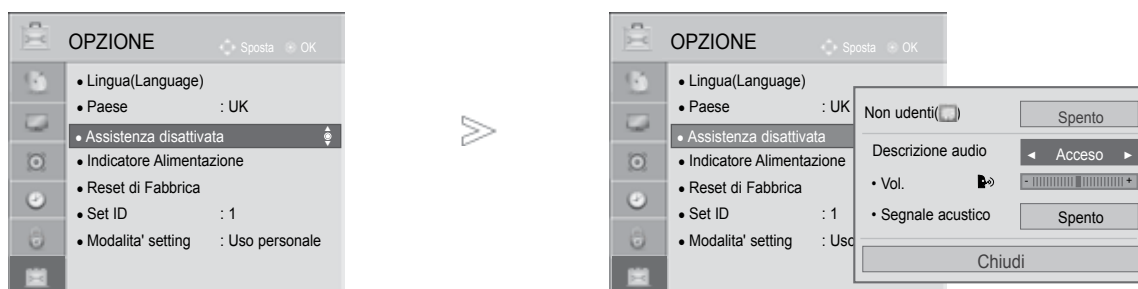 OPZIONE
Sposta OK
• Lingua(Language)
• Paese : UK
• Assistenza disattivata
• Indicatore Alimentazione
• Reset di Fabbrica
• Set ID : 1
• Modalita' setting : Uso personale
OPZIONE
Sposta OK
• Lingua(Language)
• Paese : UK
• Assistenza disattivata
• Indicatore Alimentazione
• Reset di Fabbrica
• Set ID : 1
• Modalita' setting : Uso
Non udenti( ) Spento
Descrizione audio ◄ Acceso ►
• Vol. - +
• Segnale acustico Spento
Chiudi